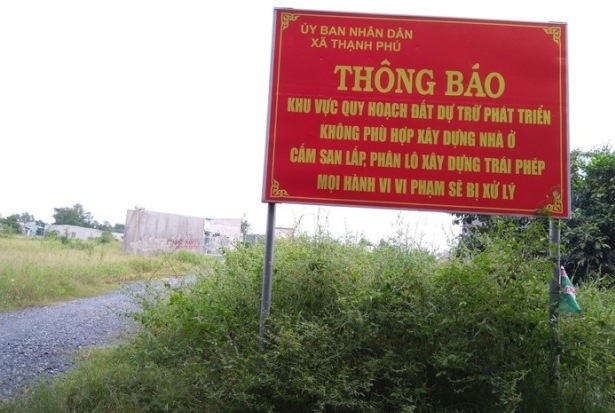 ỦY BAN NHÂN DÂN
XÃ THẠNH PHÚ
THÔNG BÁO
KHU VỰC QUY HOẠCH ĐẤT DỰ TRỮ PHÁT TRIỂN
KHÔNG PHÙ HỢP XÂY DỰNG NHÀ Ở
CẤM SAN LẤP, PHÂN LÔ XÂY DỰNG TRÁI PHÉP
MỌI HÀNH VI VI PHẠM SẼ BỊ XỬ LÝ